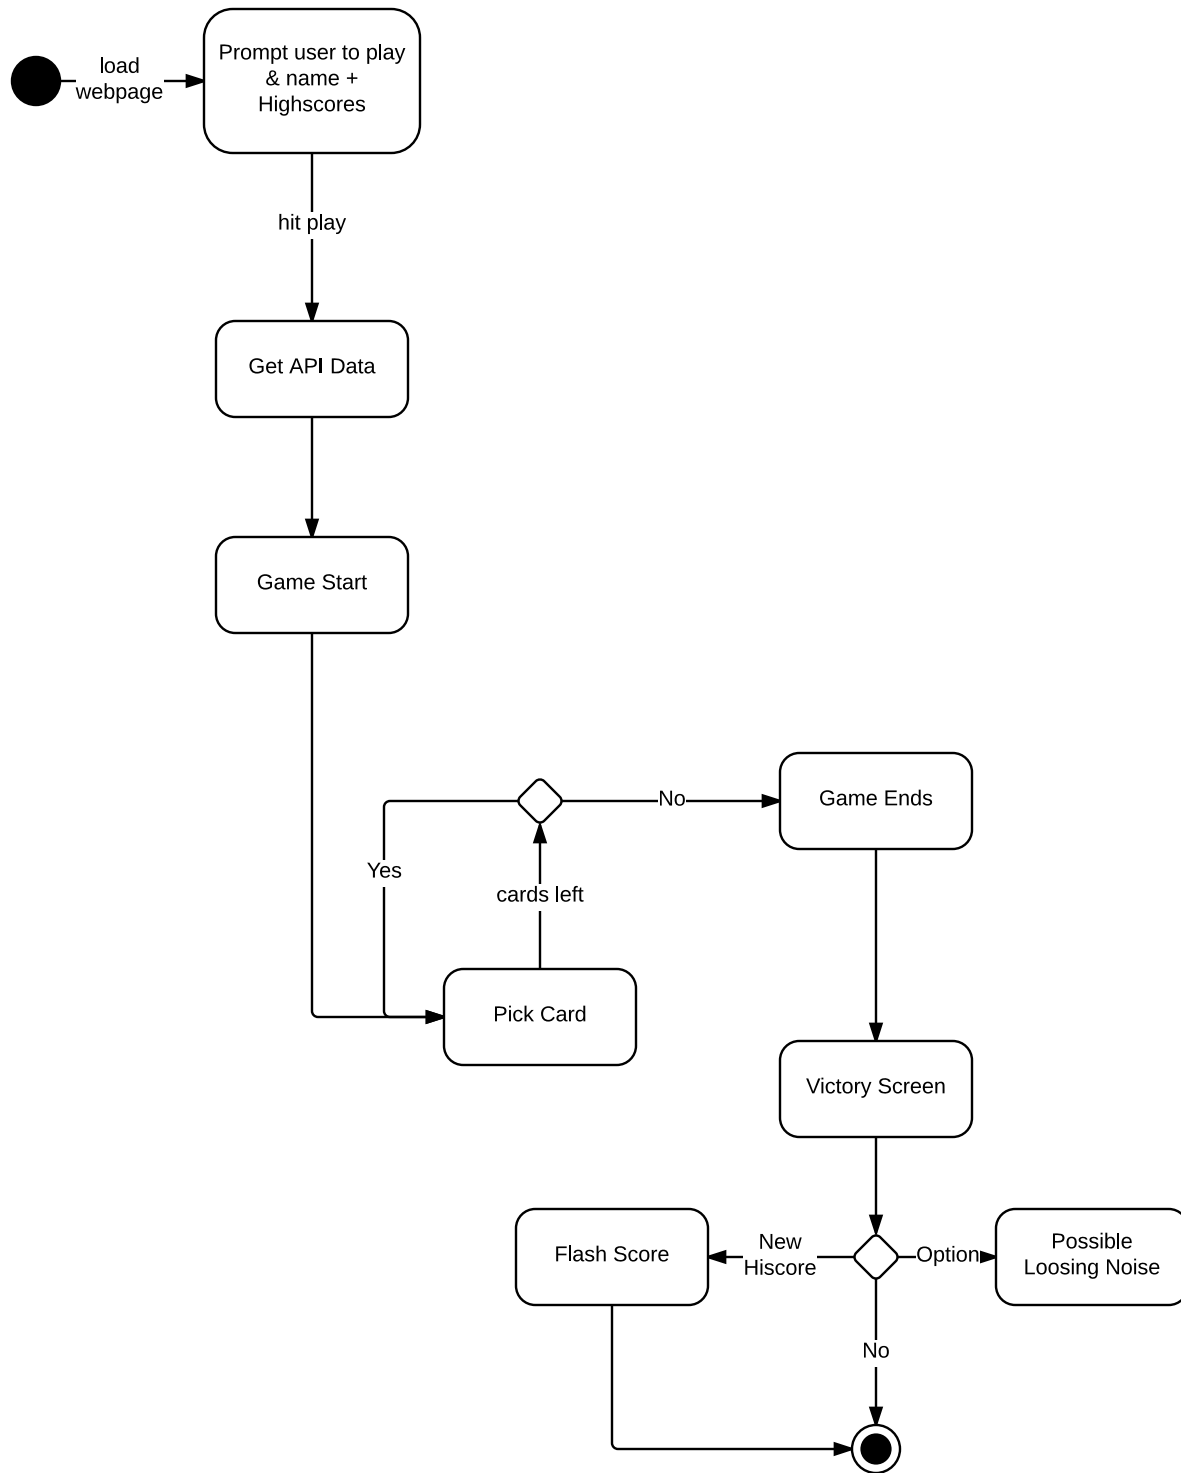 load
webpage
Prompt user to play
& name +
Highscores
hit play
Get API Data
Game Start
No
Game Ends
Yes
cards left
Pick Card
Victory Screen
Flash Score
New
Hiscore
Option
Possible
Loosing Noise
No